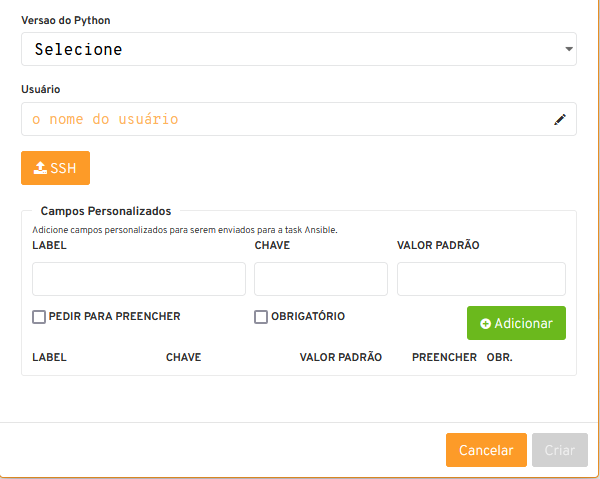 Versao do Python
Selecione
Usuário
o nome do usuário
SSH
Campos Personalizados
Adicione campos personalizados para serem enviados para a task Ansible.
LABEL CHAVE VALOR PADRÃO
PEDIR PARA PREENCHER OBRIGATÓRIO Adicionar
LABEL CHAVE VALOR PADRÃO PREENCHER OBR.
Cancelar Criar